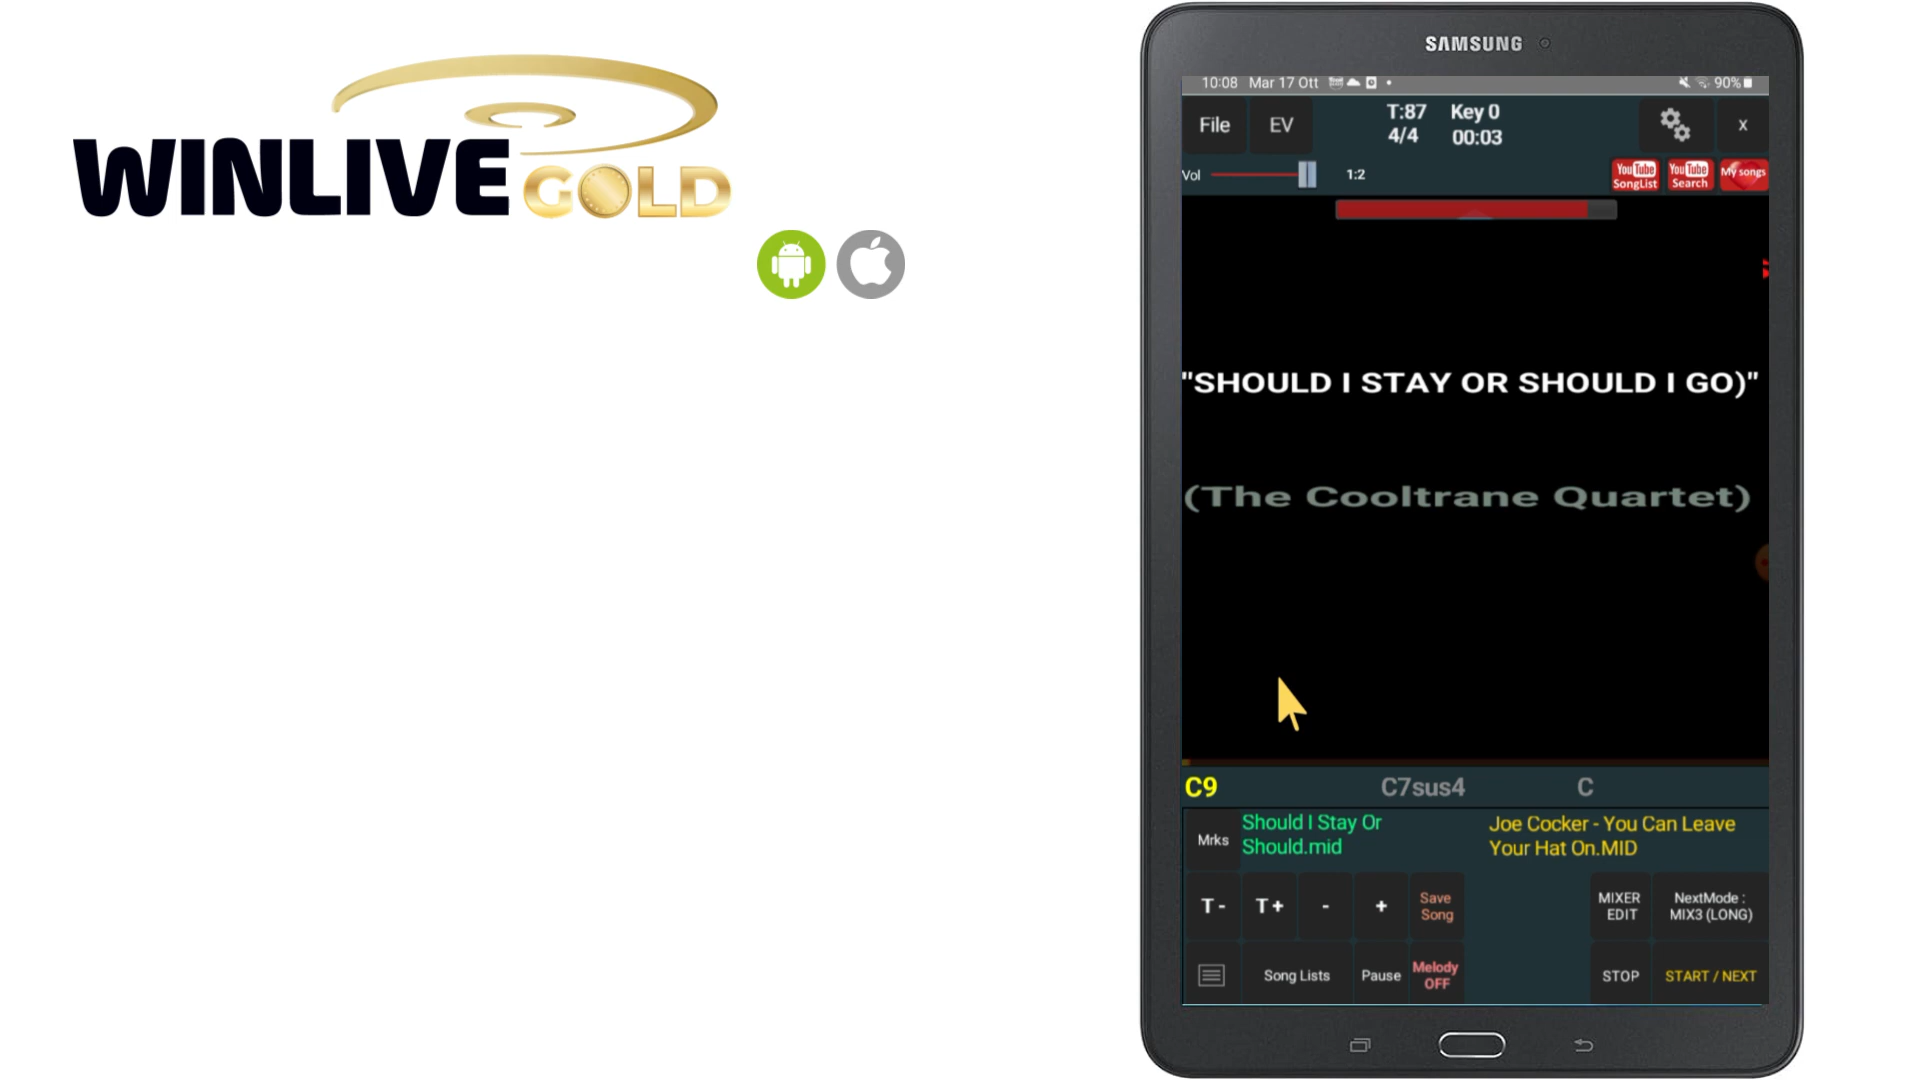 WINLIVE GOLD
SAMSUNG
10:08 Mar 17 Ott
90%
File
EV
T:87
4/4
Key 0
00:03
x
Vol
1:2
YouTube
SongList
YouTube
Search
My songs
"SHOULD I STAY OR SHOULD I GO)"
(The Cooltrane Quartet)
C9
C7sus4
C
Mrks
Should I Stay Or
Should.mid
Joe Cocker - You Can Leave
Your Hat On.MID
T -
T +
-
+
Save
Song
MIXER
EDIT
NextMode :
MIX3 (LONG)
Song Lists
Pause
Melody
OFF
STOP
START / NEXT